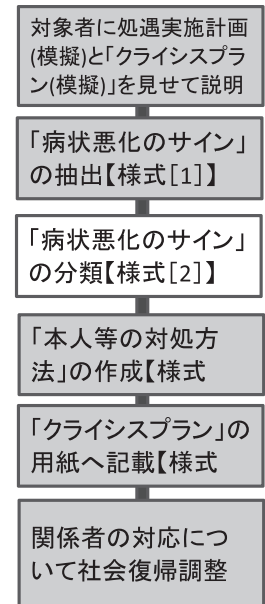 対象者に処遇実施計画
(模擬)と「クライシスプラ
ン(模擬)」を見せて説明
「病状悪化のサイン」
の抽出【様式[1]】
「病状悪化のサイン」
の分類【様式[2]】
「本人等の対処方
法」の作成【様式
「クライシスプラン」の
用紙へ記載【様式
関係者の対応につ
いて社会復帰調整